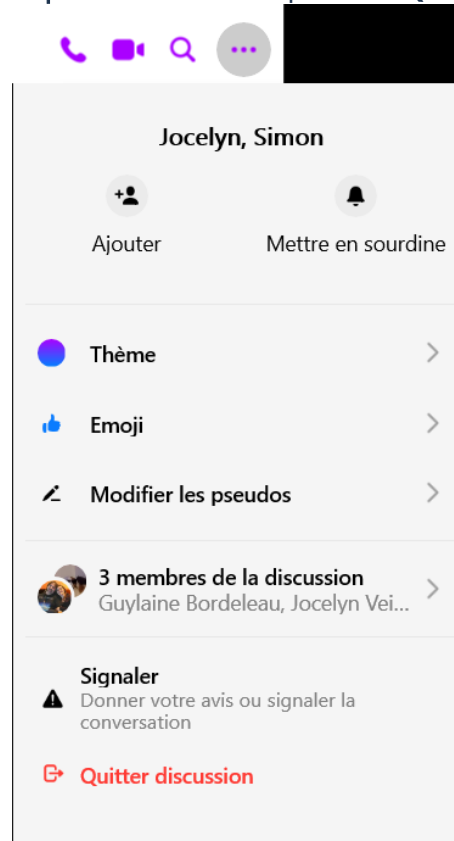 Jocelyn, Simon
Ajouter
Mettre en sourdine
Thème
Emoji
Modifier les pseudos
3 membres de la discussion
Guylaine Bordeleau, Jocelyn Vei...
Signaler
Donner votre avis ou signaler la
conversation
Quitter discussion